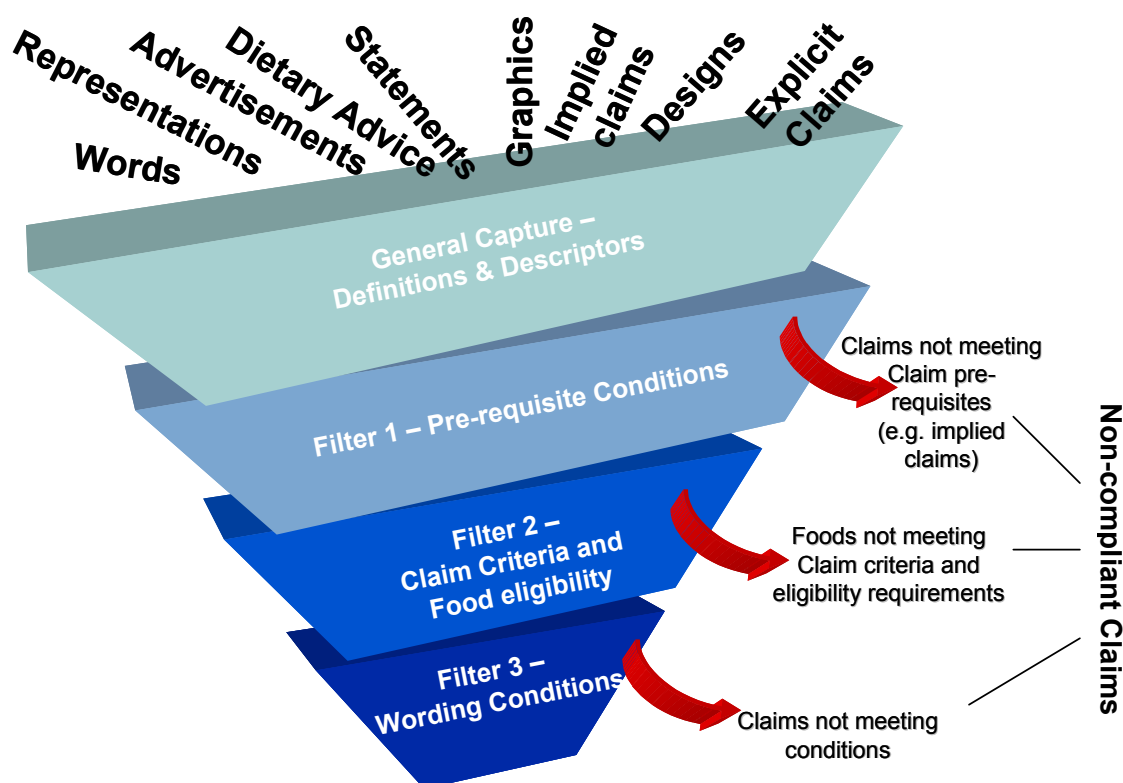 Words
Representations
Advertisements
Dietary Advice
Statements
Graphics
Implied
claims
Designs
Explicit
Claims
General Capture –
Definitions & Descriptors
Filter 1 – Pre-requisite Conditions
Claims not meeting
Claim pre-
requisites
(e.g. implied
claims)
Filter 2 –
Claim Criteria and
Food eligibility
Foods not meeting
Claim criteria and
eligibility requirements
Filter 3 –
Wording Conditions
Claims not meeting
conditions
Non-compliant Claims